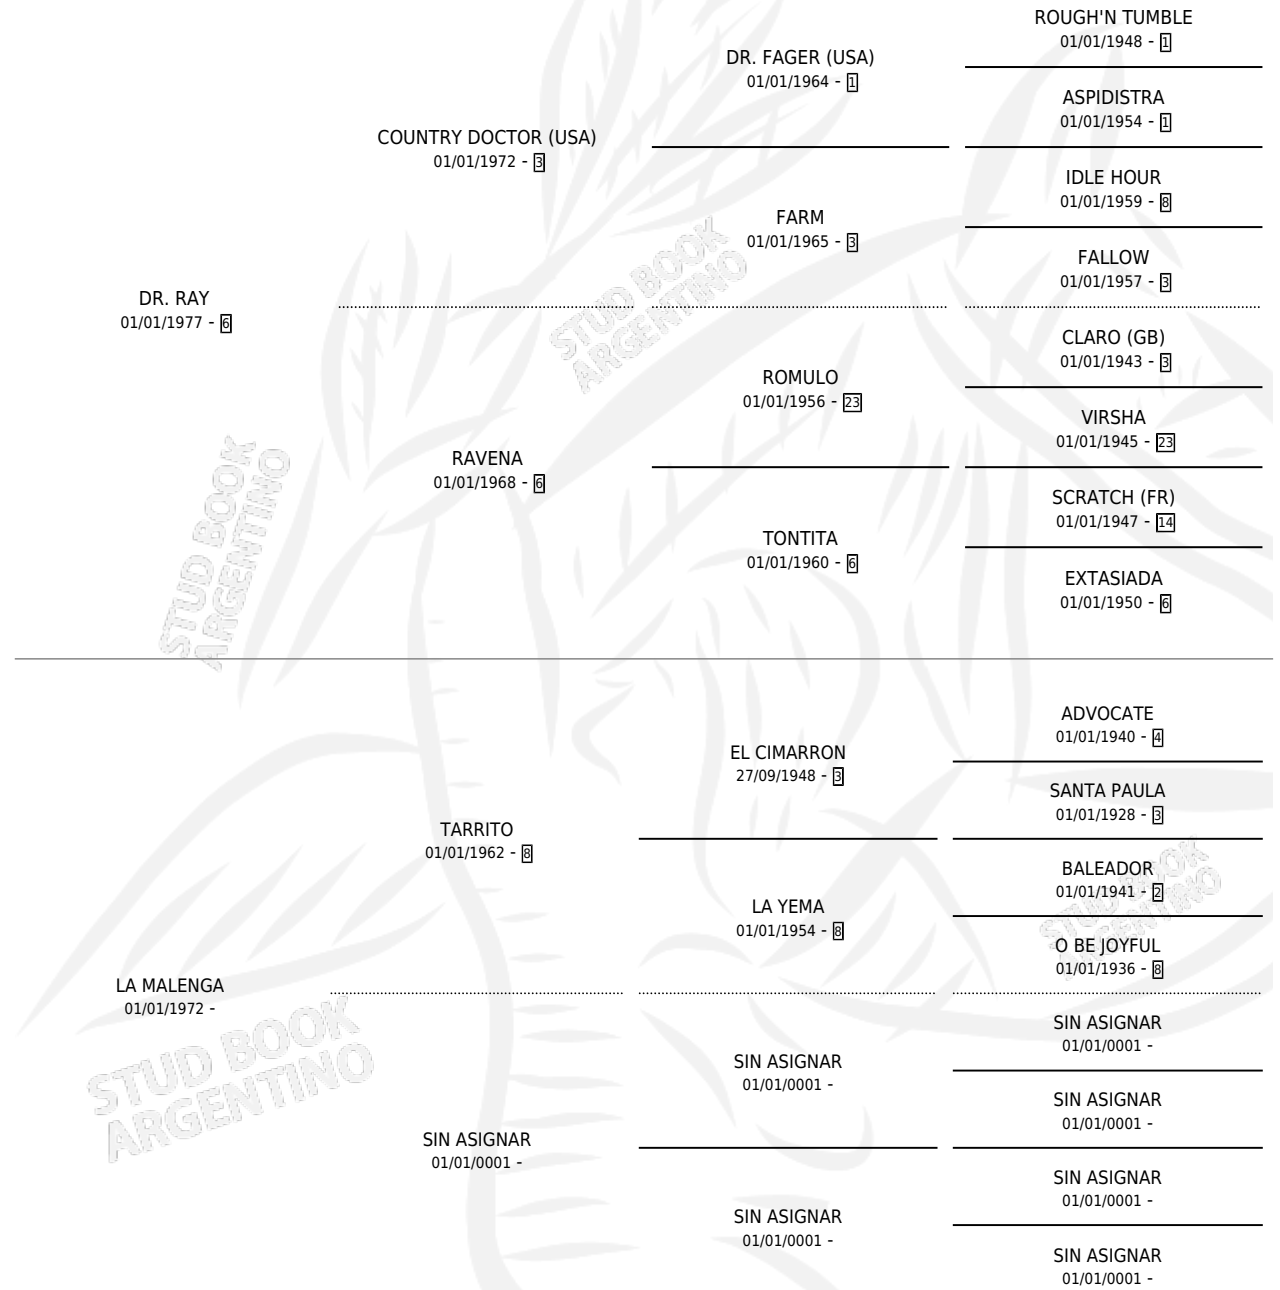 ROUGH'N TUMBLE
01/01/1948 - 1
DR. FAGER (USA)
01/01/1964 - 1
ASPIDISTRA
01/01/1954 - 1
COUNTRY DOCTOR (USA)
01/01/1972 - 3
IDLE HOUR
01/01/1959 - 8
FARM
01/01/1965 - 3
FALLOW
01/01/1957 - 3
DR. RAY
01/01/1977 - 6
CLARO (GB)
01/01/1943 - 3
ROMULO
01/01/1956 - 23
VIRSHA
01/01/1945 - 23
RAVENA
01/01/1968 - 6
SCRATCH (FR)
01/01/1947 - 14
TONTITA
01/01/1960 - 6
EXTASIADA
01/01/1950 - 6
ADVOCATE
01/01/1940 - 4
EL CIMARRON
27/09/1948 - 3
SANTA PAULA
01/01/1928 - 3
TARRITO
01/01/1962 - 8
BALEADOR
01/01/1941 - 2
LA YEMA
01/01/1954 - 8
O BE JOYFUL
01/01/1936 - 8
LA MALENGA
01/01/1972 -
SIN ASIGNAR
01/01/0001 -
SIN ASIGNAR
01/01/0001 -
SIN ASIGNAR
01/01/0001 -
SIN ASIGNAR
01/01/0001 -
SIN ASIGNAR
01/01/0001 -
SIN ASIGNAR
01/01/0001 -
SIN ASIGNAR
01/01/0001 -
STUD BOOK
ARGENTINO
STUD BOOK
ARGENTINO
STUD BOOK
ARGENTINO
STUD BOOK
ARGENTINO